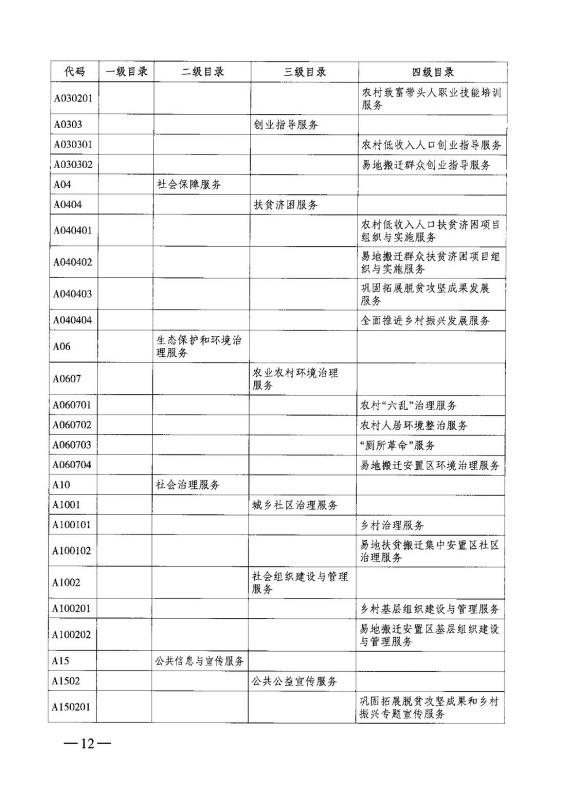 代码 一级目录 二级目录 三级目录 四级目录
A030201 农村致富带头人职业技能培训
服务
A0303 创业指导服务
A030301 农村低收入人口创业指导服务
A030302 易地搬迁群众创业指导服务
A04 社会保障服务
A0404 扶贫济困服务
A040401 农村低收入人口扶贫济困项目
组织与实施服务
A040402 易地搬迁群众扶贫济困项目组
织与实施服务
A040403 巩固拓展脱贫攻坚成果发展
服务
A040404 全面推进乡村振兴发展服务
A06 生态保护和环境治
理服务
A0607 农业农村环境治理
服务
A060701 农村“六乱”治理服务
A060702 农村人居环境整治服务
A060703 “厕所革命”服务
A060704 易地搬迁安置区环境治理服务
A10 社会治理服务
A1001 城乡社区治理服务
A100101 乡村治理服务
A100102 易地扶贫搬迁集中安置区社区
治理服务
A1002 社会组织建设与管理
服务
A100201 乡村基层组织建设与管理服务
A100202 易地搬迁安置区基层组织建设
与管理服务
A15 公共信息与宣传服务
A1502 公共公益宣传服务
A150201 巩固拓展脱贫攻坚成果和乡村
振兴专题宣传服务
—12—